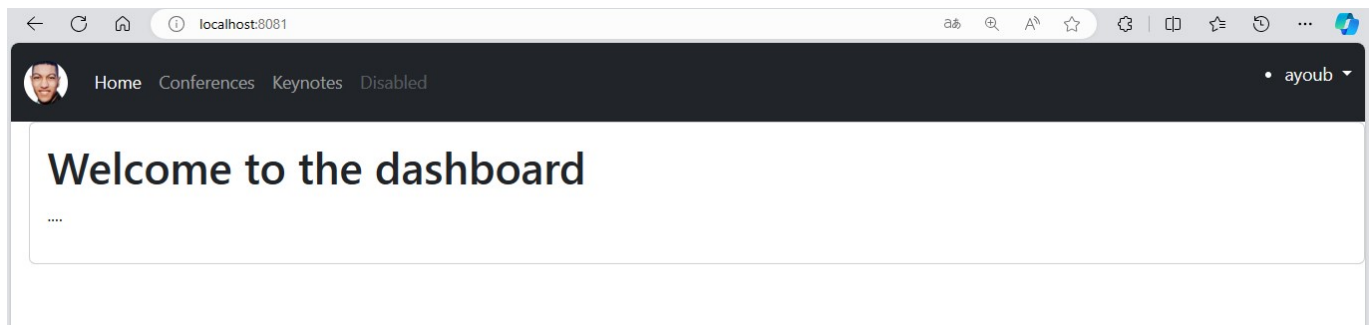 localhost:8081
Home Conferences Keynotes Disabled
• ayoub
Welcome to the dashboard
....